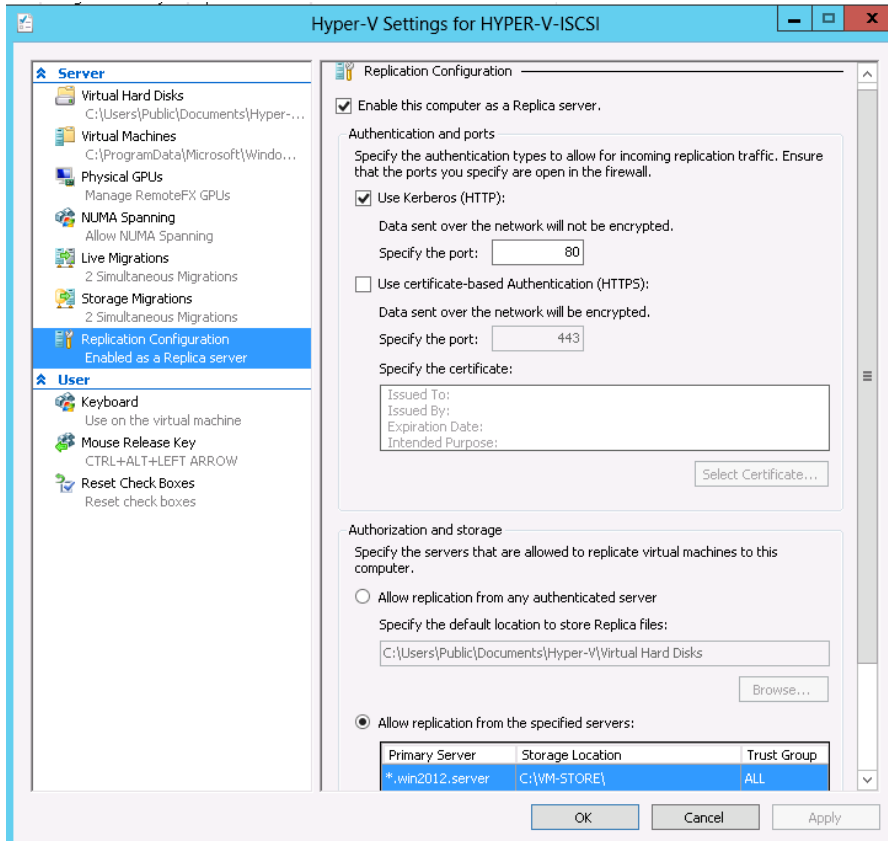 Hyper-V Settings for HYPER-V-ISCSI
x
Server
Virtual Hard Disks
C:\Users\Public\Documents\Hyper-...
Virtual Machines
C:\ProgramData\Microsoft\Windo...
Physical GPUs
Manage RemoteFX GPUs
NUMA Spanning
Allow NUMA Spanning
Live Migrations
2 Simultaneous Migrations
Storage Migrations
2 Simultaneous Migrations
Replication Configuration
Enabled as a Replica server
User
Keyboard
Use on the virtual machine
Mouse Release Key
CTRL+ALT+LEFT ARROW
Reset Check Boxes
Reset check boxes
Replication Configuration
Enable this computer as a Replica server.
Authentication and ports
Specify the authentication types to allow for incoming replication traffic. Ensure
that the ports you specify are open in the firewall.
Use Kerberos (HTTP):
Data sent over the network will not be encrypted.
Specify the port: 80
Use certificate-based Authentication (HTTPS):
Data sent over the network will be encrypted.
Specify the port: 443
Specify the certificate:
Issued To:
Issued By:
Expiration Date:
Intended Purpose:
Select Certificate...
Authorization and storage
Specify the servers that are allowed to replicate virtual machines to this
computer.
Allow replication from any authenticated server
Specify the default location to store Replica files:
C:\Users\Public\Documents\Hyper-V\Virtual Hard Disks
Browse...
Allow replication from the specified servers:
Primary Server Storage Location Trust Group
*.win2012.server C:\VM-STORE\ ALL
OK Cancel Apply